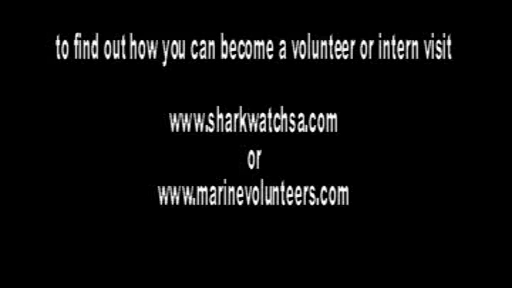 to find out how you can become a volunteer or intern visit
www.sharkwatchsa.com
or
www.marinevolunteers.com